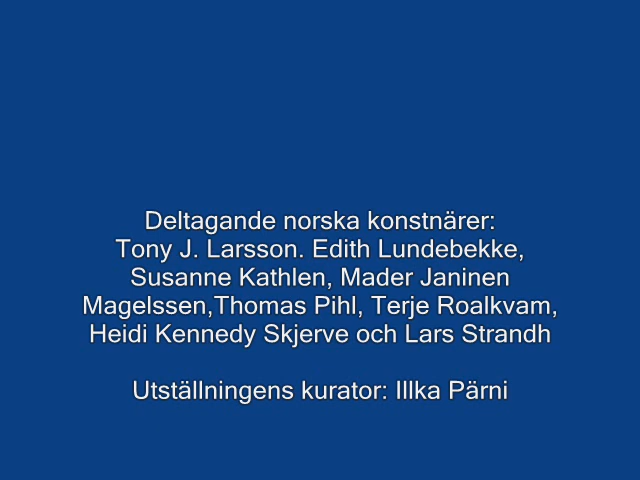 Deltagande norska konstnärer:
Tony J. Larsson. Edith Lundebekke,
Susanne Kathlen, Mader Janinen
Magelssen,Thomas Pihl, Terje Roalkvam,
Heidi Kennedy Skjerve och Lars Strandh
Utställningens kurator: Illka Pärni